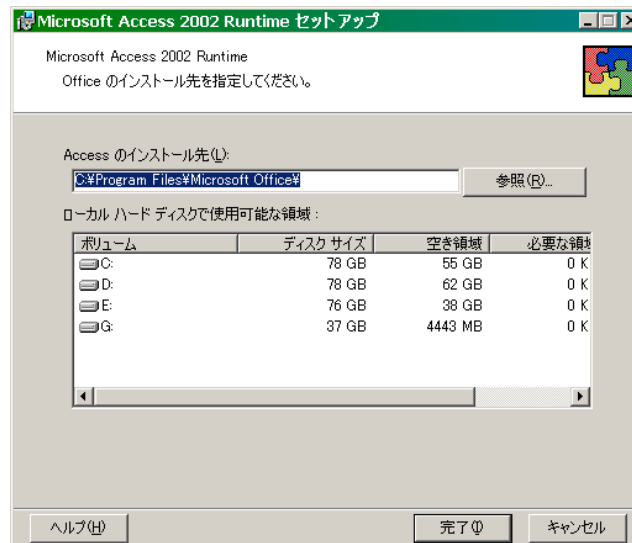 Microsoft Access 2002 Runtime セットアップ
Microsoft Access 2002 Runtime
Office のインストール先を指定してください。
Access のインストール先(L):
C:¥Program Files¥Microsoft Office¥
参照(R)...
ローカル ハード ディスクで使用可能な領域:
ボリューム ディスク サイズ 空き領域 必要な領域
C: 78 GB 55 GB 0 K
D: 78 GB 62 GB 0 K
E: 76 GB 38 GB 0 K
G: 37 GB 4443 MB 0 K
ヘルプ(H) 完了(I) キャンセル